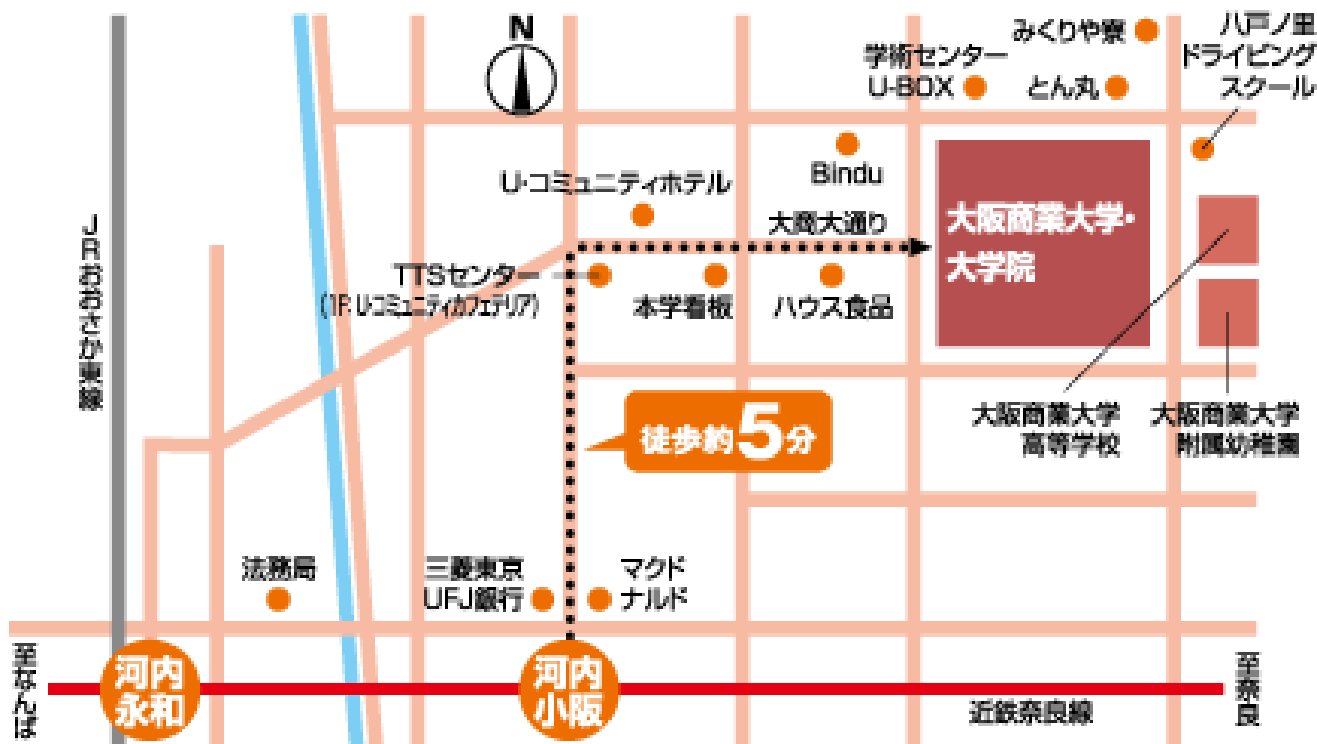 N
みくりや寮
八戸ノ里
ドライビング
スクール
学術センター
U-BOX
とん丸
Bindu
U・コミュニティホテル
大商大通り
大阪商業大学・
大学院
JRおおさか東線
TTSセンター
(1F. U・コミュニティカフェテリア)
本学看板
ハウス食品
徒歩約5分
大阪商業大学
高等学校
大阪商業大学
附属幼稚園
法務局
三菱東京
UFJ銀行
マクド
ナルド
至なんば
河内
永和
河内
小阪
近鉄奈良線
至奈良